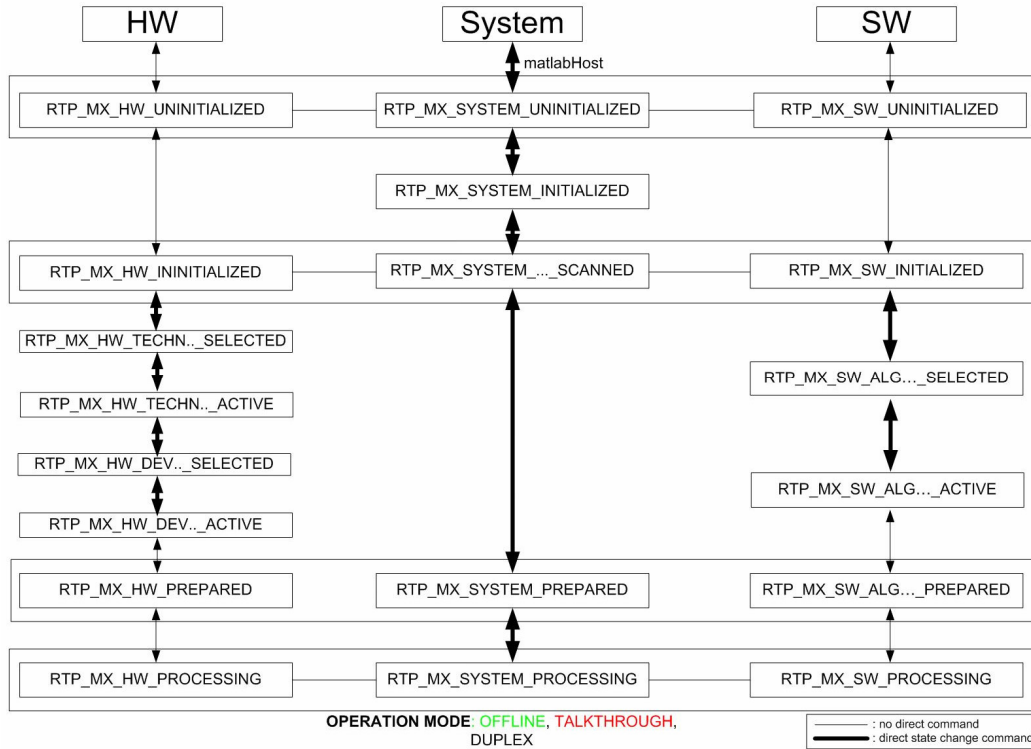 HW
System
SW
matlabHost
RTP_MX_HW_UNINITIALIZED
RTP_MX_SYSTEM_UNINITIALIZED
RTP_MX_SW_UNINITIALIZED
RTP_MX_SYSTEM_INITIALIZED
RTP_MX_HW_ININITIALIZED
RTP_MX_SYSTEM_..._SCANNED
RTP_MX_SW_INITIALIZED
RTP_MX_HW_TECHN.._SELECTED
RTP_MX_SW_ALG..._SELECTED
RTP_MX_HW_TECHN.._ACTIVE
RTP_MX_HW_DEV.._SELECTED
RTP_MX_SW_ALG..._ACTIVE
RTP_MX_HW_DEV.._ACTIVE
RTP_MX_HW_PREPARED
RTP_MX_SYSTEM_PREPARED
RTP_MX_SW_ALG..._PREPARED
RTP_MX_HW_PROCESSING
RTP_MX_SYSTEM_PROCESSING
RTP_MX_SW_PROCESSING
OPERATION MODE: OFFLINE, TALKTHROUGH,
DUPLEX
: no direct command
: direct state change command